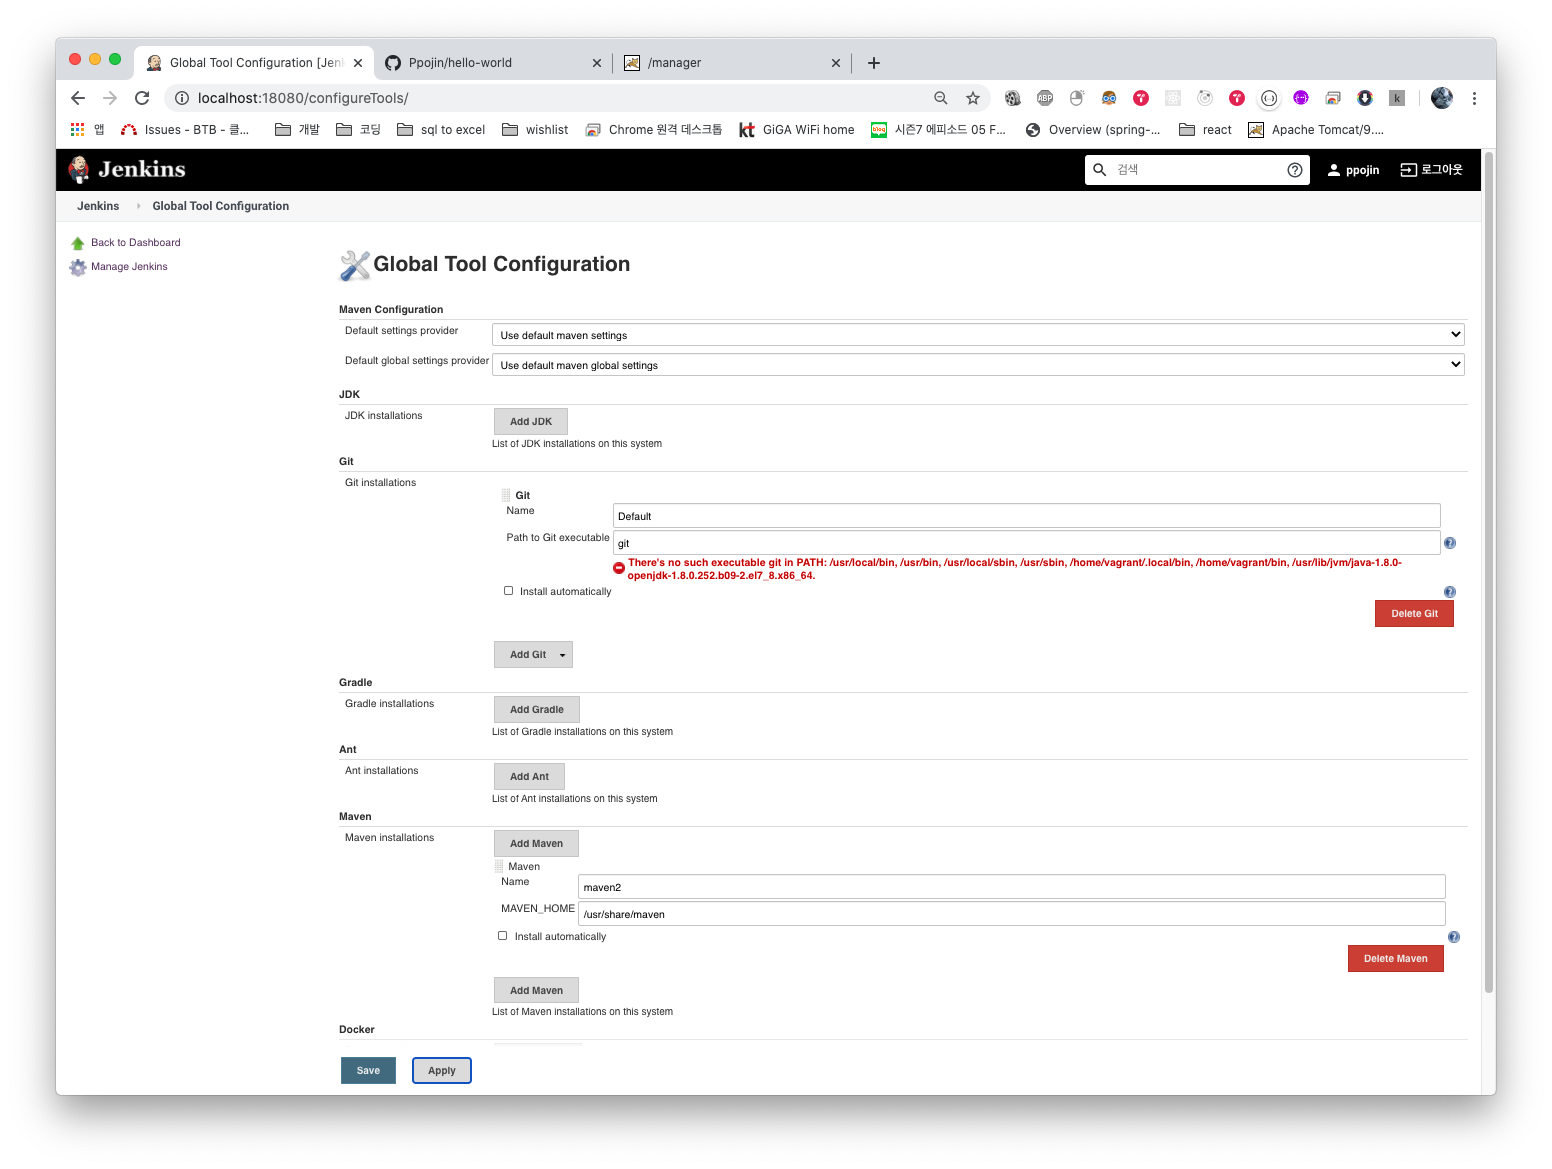 Global Tool Configuration [Jenk
Ppojin/hello-world
/manager
localhost:18080/configureTools/
앱
Issues - BTB - 클...
개발
코딩
sql to excel
wishlist
Chrome 원격 데스크톱
GiGA WiFi home
시즌7 에피소드 05 F...
Overview (spring-...
react
Apache Tomcat/9....
Jenkins
검색
ppojin
로그아웃
Jenkins
Global Tool Configuration
Back to Dashboard
Manage Jenkins
Global Tool Configuration
Maven Configuration
Default settings provider
Use default maven settings
Default global settings provider
Use default maven global settings
JDK
JDK installations
Add JDK
List of JDK installations on this system
Git
Git installations
Git
Name
Default
Path to Git executable
git
There's no such executable git in PATH: /usr/local/bin, /usr/bin, /usr/local/sbin, /usr/sbin, /home/vagrant/.local/bin, /home/vagrant/bin, /usr/lib/jvm/java-1.8.0-
openjdk-1.8.0.252.b09-2.el7_8.x86_64.
Install automatically
Delete Git
Add Git
Gradle
Gradle installations
Add Gradle
List of Gradle installations on this system
Ant
Ant installations
Add Ant
List of Ant installations on this system
Maven
Maven installations
Add Maven
Maven
Name
maven2
MAVEN_HOME
/usr/share/maven
Install automatically
Delete Maven
Add Maven
List of Maven installations on this system
Docker
Save
Apply